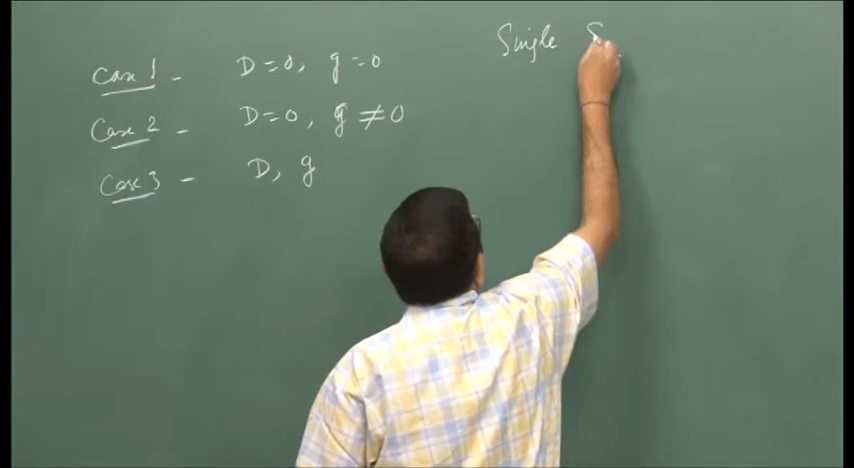 Case 1 - D=0, g=0
Case 2 - D=0, g≠0
Case 3 - D, g
Single S